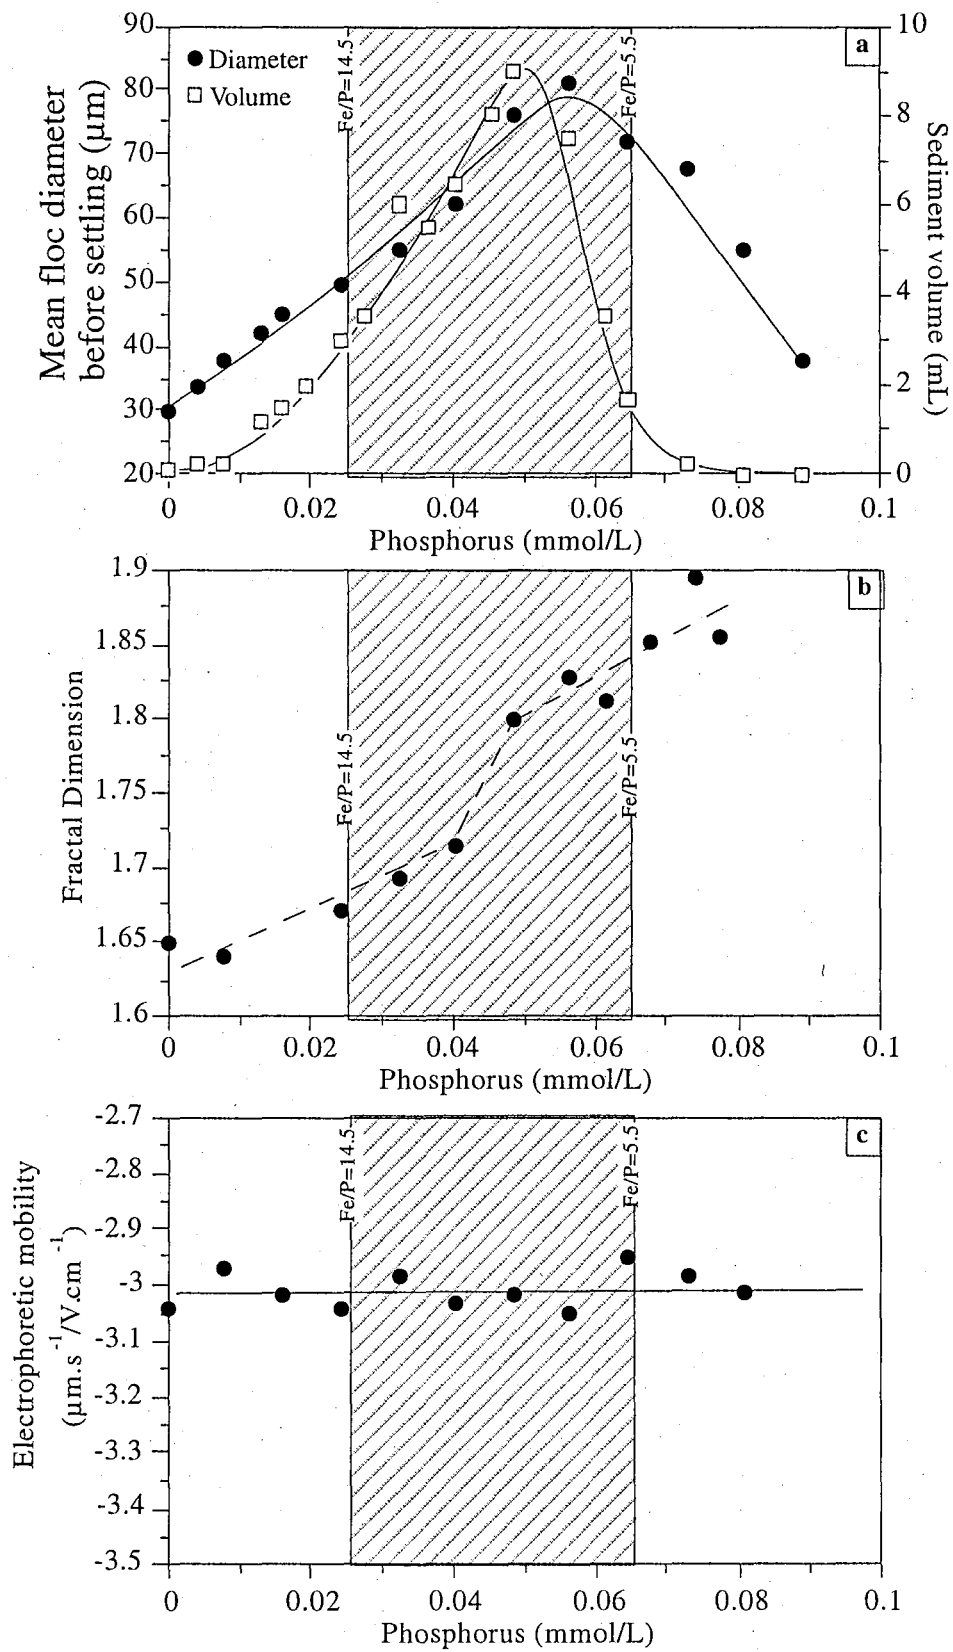 90
80
70
60
50
40
30
20
Mean floc diameter
before settling (µm)
● Diameter
□ Volume
Fe/P=14.5
Fe/P=5.5
a
10
8
6
4
2
0
Sediment volume (mL)
0 0.02 0.04 0.06 0.08 0.1
Phosphorus (mmol/L)
1.9
1.85
1.8
1.75
1.7
1.65
1.6
Fractal Dimension
Fe/P=14.5
Fe/P=5.5
b
0 0.02 0.04 0.06 0.08 0.1
Phosphorus (mmol/L)
-2.7
-2.8
-2.9
-3
-3.1
-3.2
-3.3
-3.4
-3.5
Electrophoretic mobility
(µm.s⁻¹/V.cm⁻¹)
Fe/P=14.5
Fe/P=5.5
c
0 0.02 0.04 0.06 0.08 0.1
Phosphorus (mmol/L)